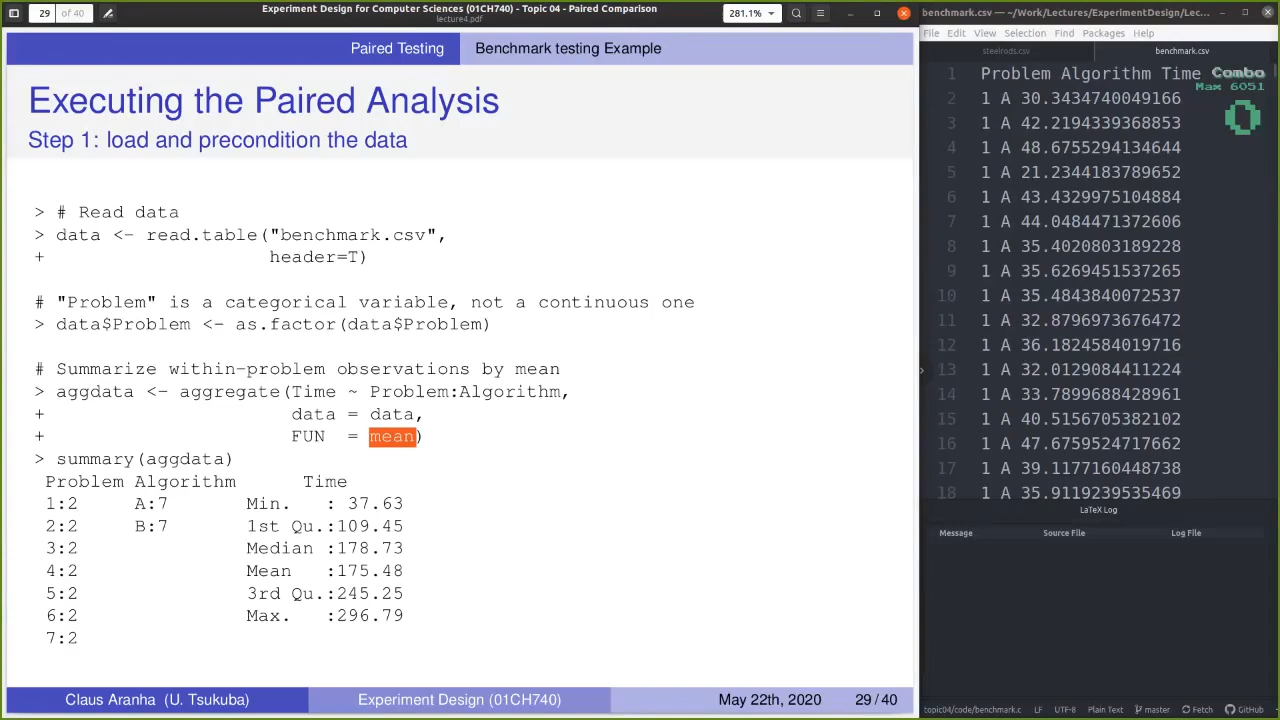 29 of 40
Experiment Design for Computer Sciences (01CH740) - Topic 04 - Paired Comparison
lecture4.pdf
281.1%
Paired Testing
Benchmark testing Example
Executing the Paired Analysis
Step 1: load and precondition the data
> # Read data
> data <- read.table("benchmark.csv",
+ header=T)
# "Problem" is a categorical variable, not a continuous one
> data$Problem <- as.factor(data$Problem)
# Summarize within-problem observations by mean
> aggdata <- aggregate(Time ~ Problem:Algorithm,
+ data = data,
+ FUN = mean)
> summary(aggdata)
Problem Algorithm Time
1:2 A:7 Min. : 37.63
2:2 B:7 1st Qu.:109.45
3:2 Median :178.73
4:2 Mean :175.48
5:2 3rd Qu.:245.25
6:2 Max. :296.79
7:2
Claus Aranha (U. Tsukuba)
Experiment Design (01CH740)
May 22th, 2020
29 / 40
benchmark.csv — ~/Work/Lectures/ExperimentDesign/Lec...
File Edit View Selection Find Packages Help
steelrods.csv
benchmark.csv
1 Problem Algorithm Time
2 1 A 30.3434740049166
3 1 A 42.2194339368853
4 1 A 48.6755294134644
5 1 A 21.2344183789652
6 1 A 43.4329975104884
7 1 A 44.0484471372606
8 1 A 35.4020803189228
9 1 A 35.6269451537265
10 1 A 35.4843840072537
11 1 A 32.8796973676472
12 1 A 36.1824584019716
13 1 A 32.0129084411224
14 1 A 33.7899688428961
15 1 A 40.5156705382102
16 1 A 47.6759524717662
17 1 A 39.1177160448738
18 1 A 35.9119239535469
Combo
Max 6051
0
LaTeX Log
Message Source File Log File
topic04/code/benchmark.c LF UTF-8 Plain Text master Fetch GitHub